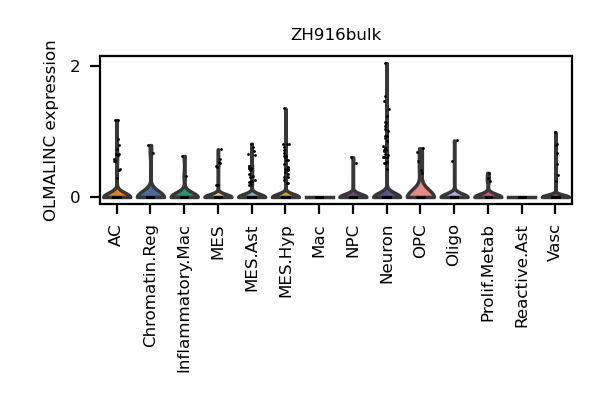 ZH916bulk
OLMALINC expression
2
0
AC
Chromatin.Reg
Inflammatory.Mac
MES
MES.Ast
MES.Hyp
Mac
NPC
Neuron
OPC
Oligo
Prolif.Metab
Reactive.Ast
Vasc